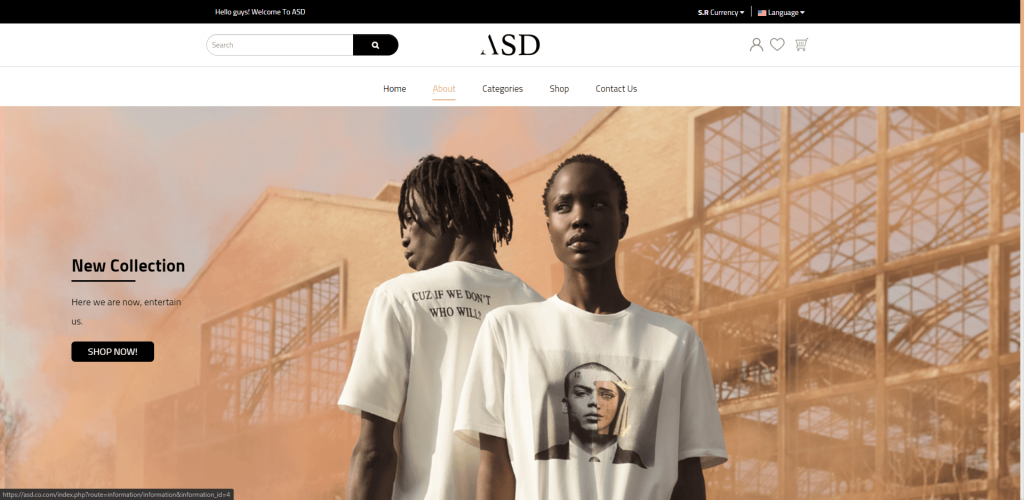 Hello guys! Welcome To ASD
S.R Currency
Language
Search
ASD
Home
About
Categories
Shop
Contact Us
New Collection
Here we are now, entertain
us.
SHOP NOW!
CUZ IF WE DON'T
WHO WILL?
https://asd.co.com/index.php?route=information/information&information_id=4